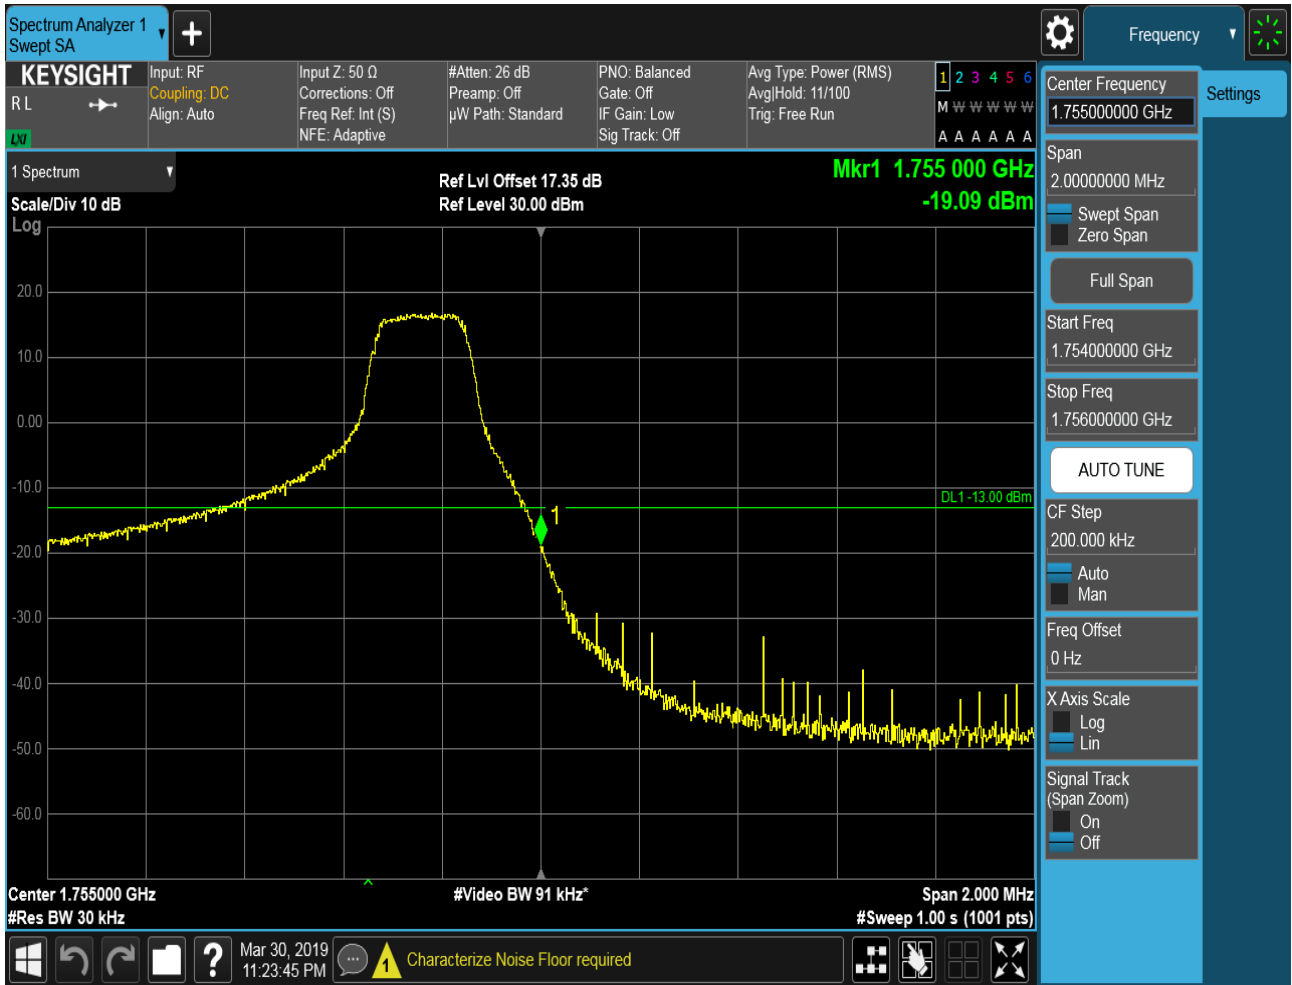 Spectrum Analyzer 1
Swept SA
Frequency
KEYSIGHT
R L
LXI
Input: RF
Coupling: DC
Align: Auto
Input Z: 50 Ω
Corrections: Off
Freq Ref: Int (S)
NFE: Adaptive
#Atten: 26 dB
Preamp: Off
µW Path: Standard
PNO: Balanced
Gate: Off
IF Gain: Low
Sig Track: Off
Avg Type: Power (RMS)
Avg|Hold: 11/100
Trig: Free Run
1 2 3 4 5 6
M W W W W W
A A A A A A
1 Spectrum
Scale/Div 10 dB
Log
Ref Lvl Offset 17.35 dB
Ref Level 30.00 dBm
Mkr1 1.755 000 GHz
-19.09 dBm
20.0
10.0
0.00
-10.0
-20.0
-30.0
-40.0
-50.0
-60.0
DL1 -13.00 dBm
1
Center 1.755000 GHz
#Res BW 30 kHz
#Video BW 91 kHz*
Span 2.000 MHz
#Sweep 1.00 s (1001 pts)
Center Frequency
1.755000000 GHz
Settings
Span
2.00000000 MHz
Swept Span
Zero Span
Full Span
Start Freq
1.754000000 GHz
Stop Freq
1.756000000 GHz
AUTO TUNE
CF Step
200.000 kHz
Auto
Man
Freq Offset
0 Hz
X Axis Scale
Log
Lin
Signal Track
(Span Zoom)
On
Off
?
Mar 30, 2019
11:23:45 PM
1
Characterize Noise Floor required